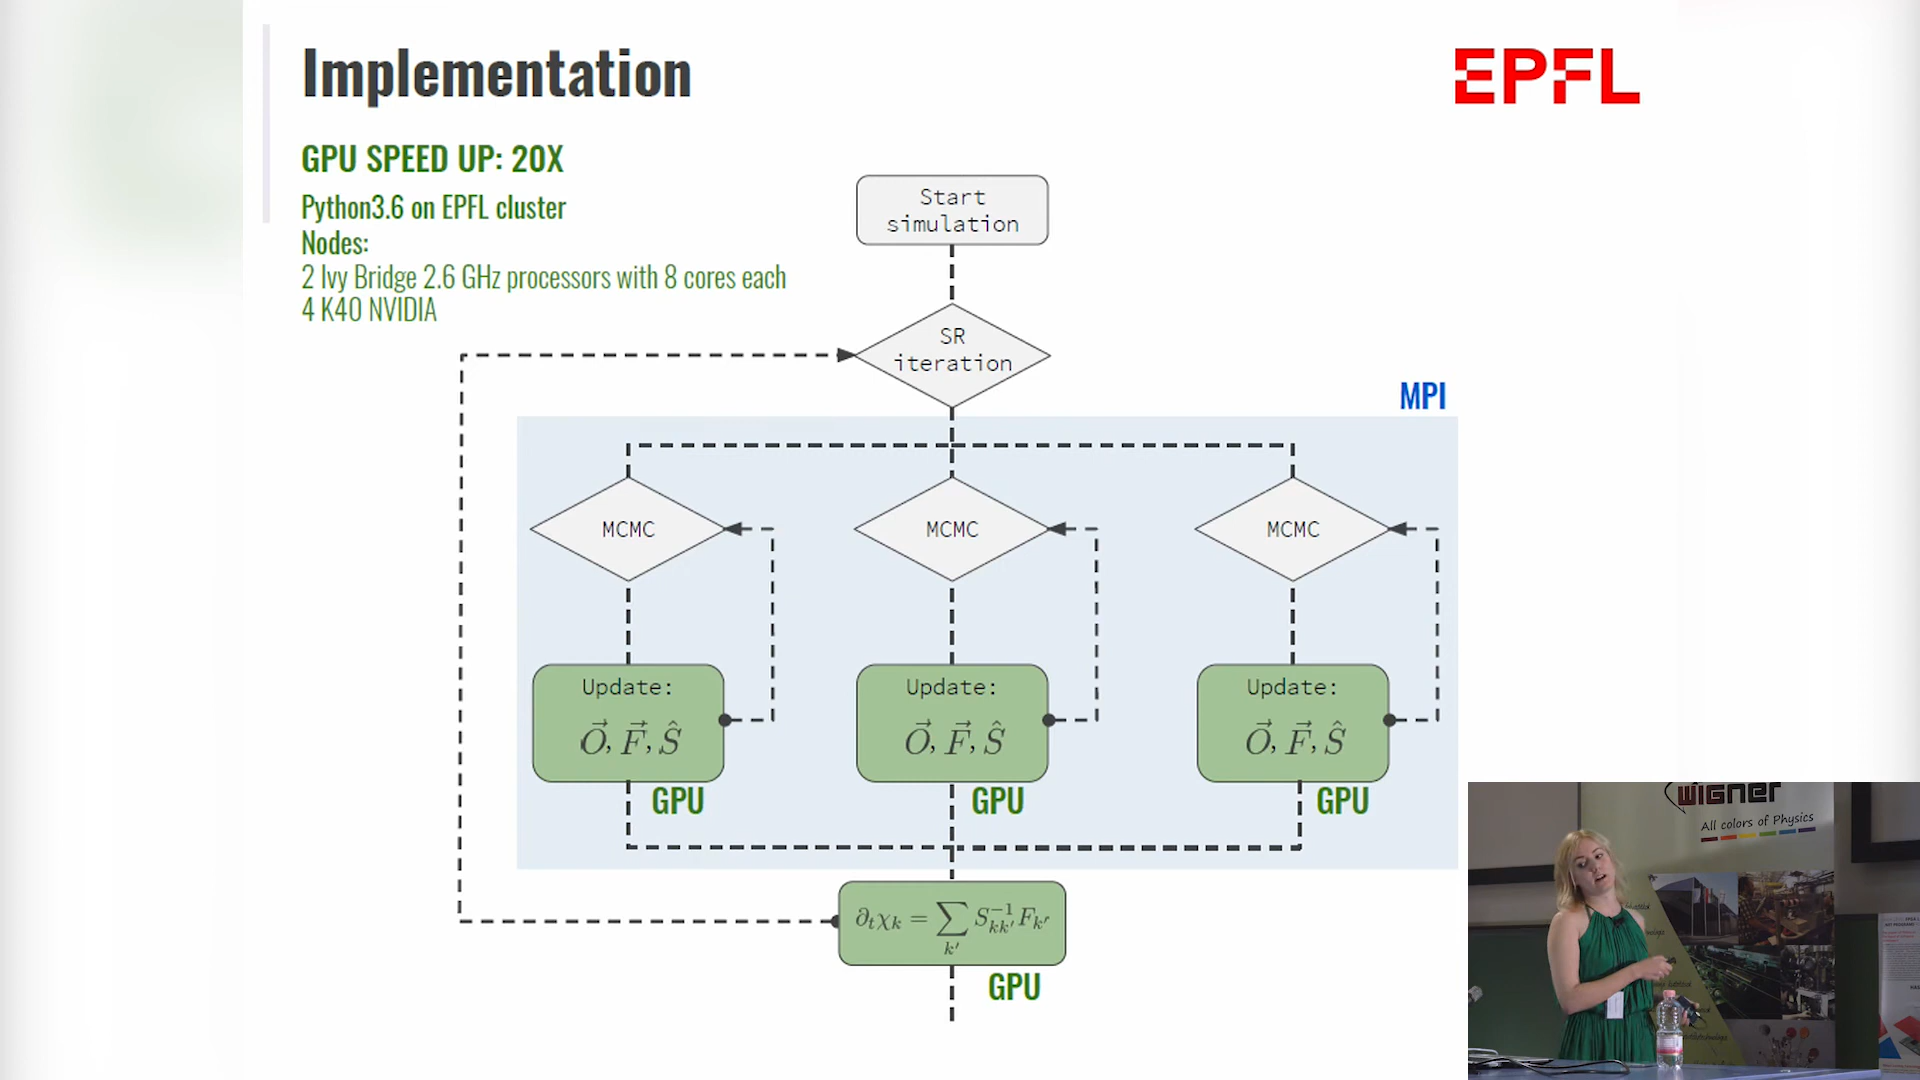 Implementation
EPFL
GPU SPEED UP: 20X
Python3.6 on EPFL cluster
Nodes:
2 Ivy Bridge 2.6 GHz processors with 8 cores each
4 K40 NVIDIA
Start
simulation
SR
iteration
MPI
MCMC
MCMC
MCMC
Update:
Update:
Update:
O⃗, F⃗, Ŝ
O⃗, F⃗, Ŝ
O⃗, F⃗, Ŝ
GPU
GPU
GPU
∂ₜχₖ = ∑ₖ′ S⁻¹ₖₖ′ Fₖ′
GPU
wigner
All colors of Physics